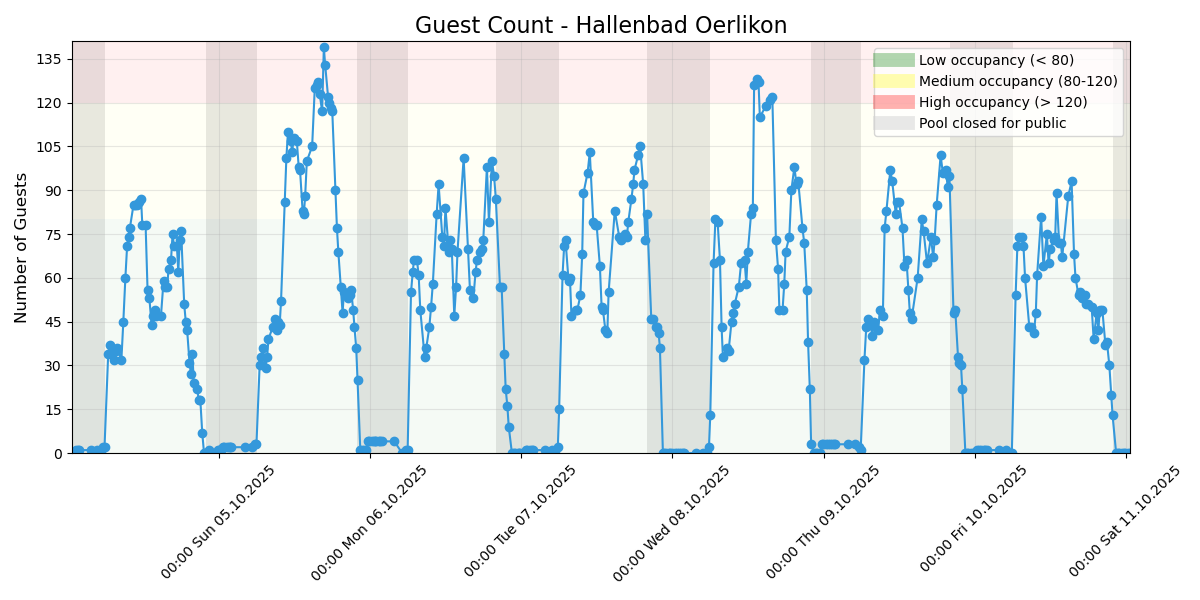 Guest Count - Hallenbad Oerlikon
Number of Guests
135
120
105
90
75
60
45
30
15
0
Low occupancy (< 80)
Medium occupancy (80-120)
High occupancy (> 120)
Pool closed for public
00:00 Sun 05.10.2025
00:00 Mon 06.10.2025
00:00 Tue 07.10.2025
00:00 Wed 08.10.2025
00:00 Thu 09.10.2025
00:00 Fri 10.10.2025
00:00 Sat 11.10.2025